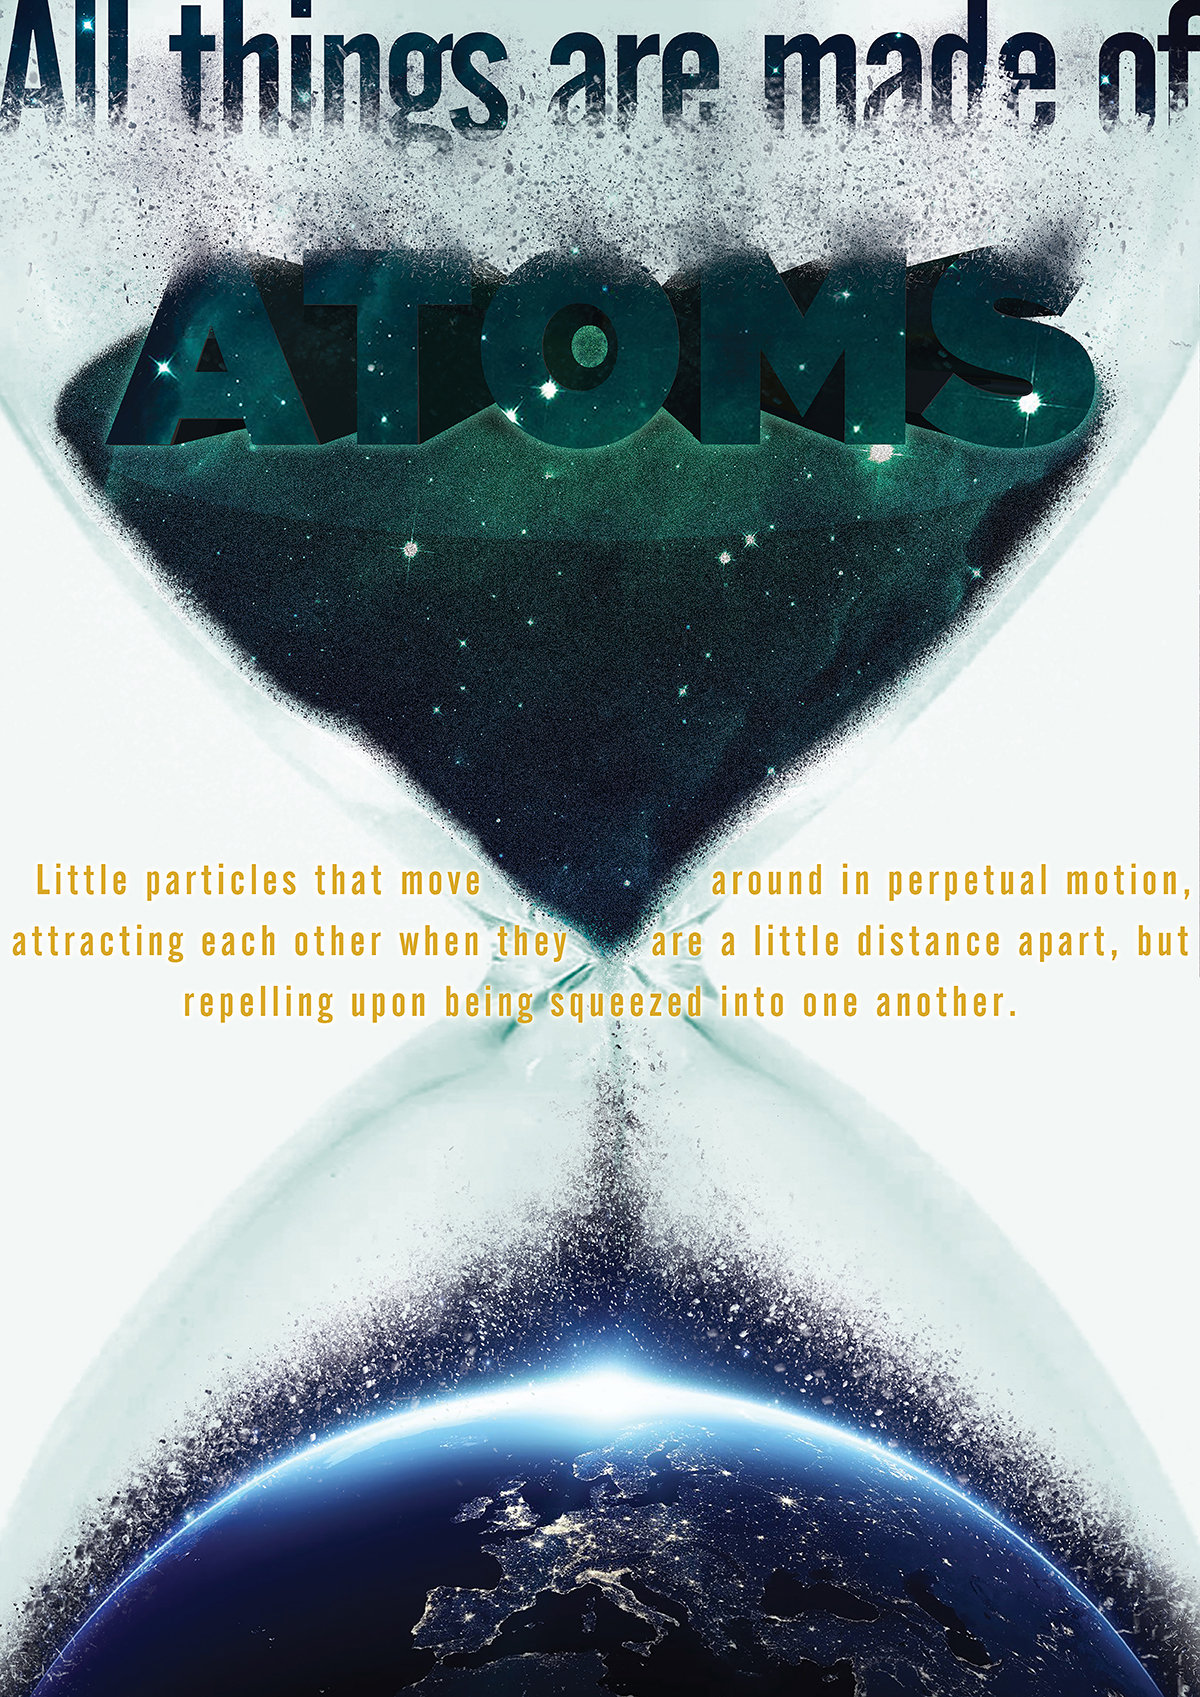 All things are made of
ATOMS
Little particles that move around in perpetual motion,
attracting each other when they are a little distance apart, but
repelling upon being squeezed into one another.